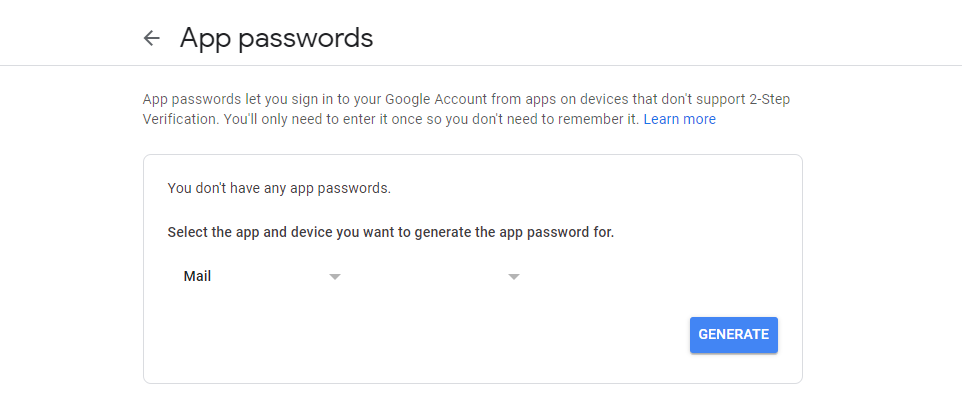 App passwords
App passwords let you sign in to your Google Account from apps on devices that don't support 2-Step
Verification. You'll only need to enter it once so you don't need to remember it. Learn more
You don't have any app passwords.
Select the app and device you want to generate the app password for.
Mail
GENERATE